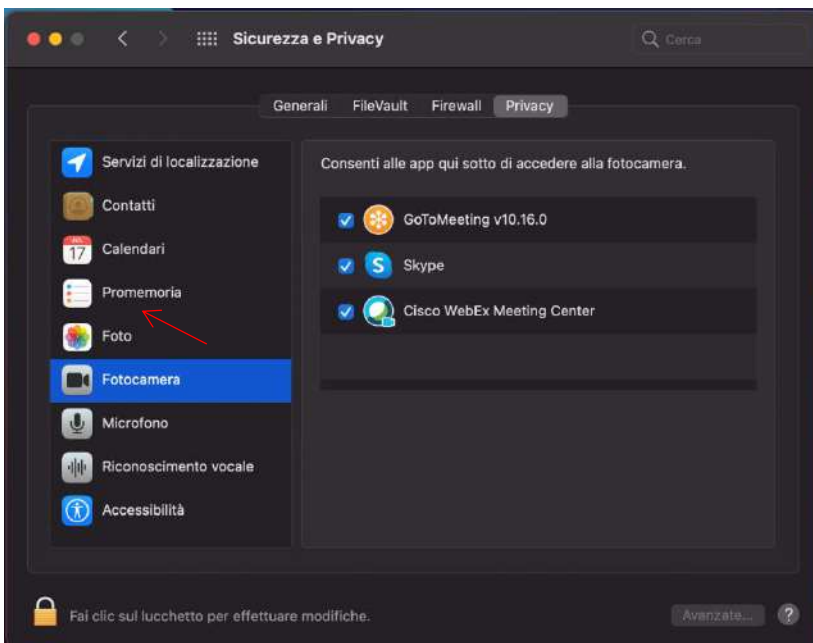 Sicurezza e Privacy
Cerca
Generali FileVault Firewall Privacy
Servizi di localizzazione
Contatti
JUL
17
Calendari
Promemoria
Foto
Fotocamera
Microfono
Riconoscimento vocale
Accessibilità
Consenti alle app qui sotto di accedere alla fotocamera.
GoToMeeting v10.16.0
S
Skype
Cisco WebEx Meeting Center
Fai clic sul lucchetto per effettuare modifiche.
Avanzate...
?